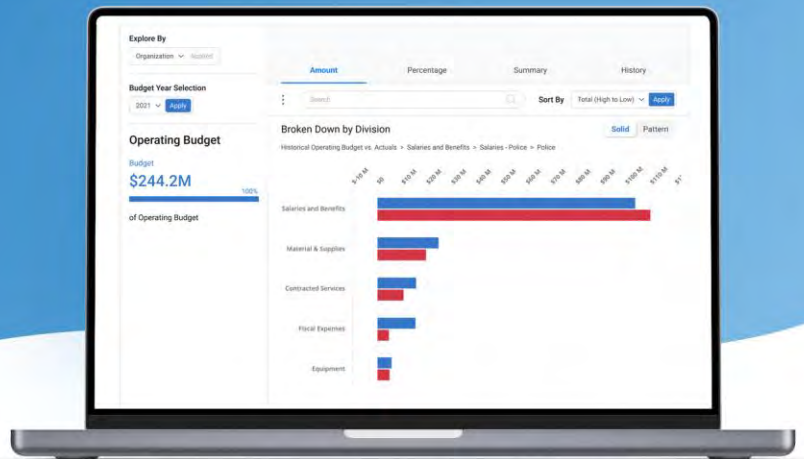 Explore By
Organization Applied
Budget Year Selection
2021 Apply
Operating Budget
Budget
$244.2M
100%
of Operating Budget
Amount Percentage Summary History
Search Sort By Total (High to Low) Apply
Broken Down by Division Solid Pattern
Historical Operating Budget vs. Actuals > Salaries and Benefits > Salaries - Police > Police
$-10 M $0 $10 M $20 M $30 M $40 M $50 M $60 M $70 M $80 M $90 M $100 M $110 M
Salaries and Benefits
Material & Supplies
Contracted Services
Fiscal Expenses
Equipment